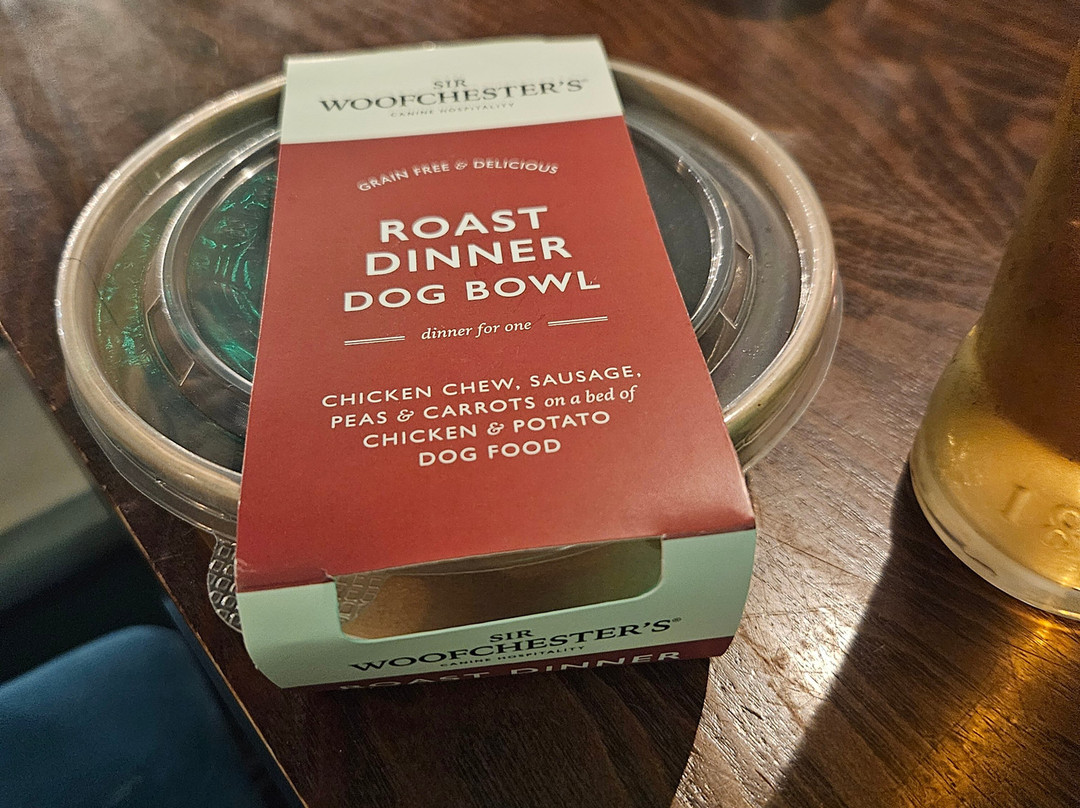 SIR
WOOFCHESTER'S®
CANINE HOSPITALITY
GRAIN FREE & DELICIOUS
ROAST
DINNER
DOG BOWL
dinner for one
CHICKEN CHEW, SAUSAGE,
PEAS & CARROTS on a bed of
CHICKEN & POTATO
DOG FOOD
SIR
WOOFCHESTER'S®
CANINE HOSPITALITY
ROAST DINNER
18